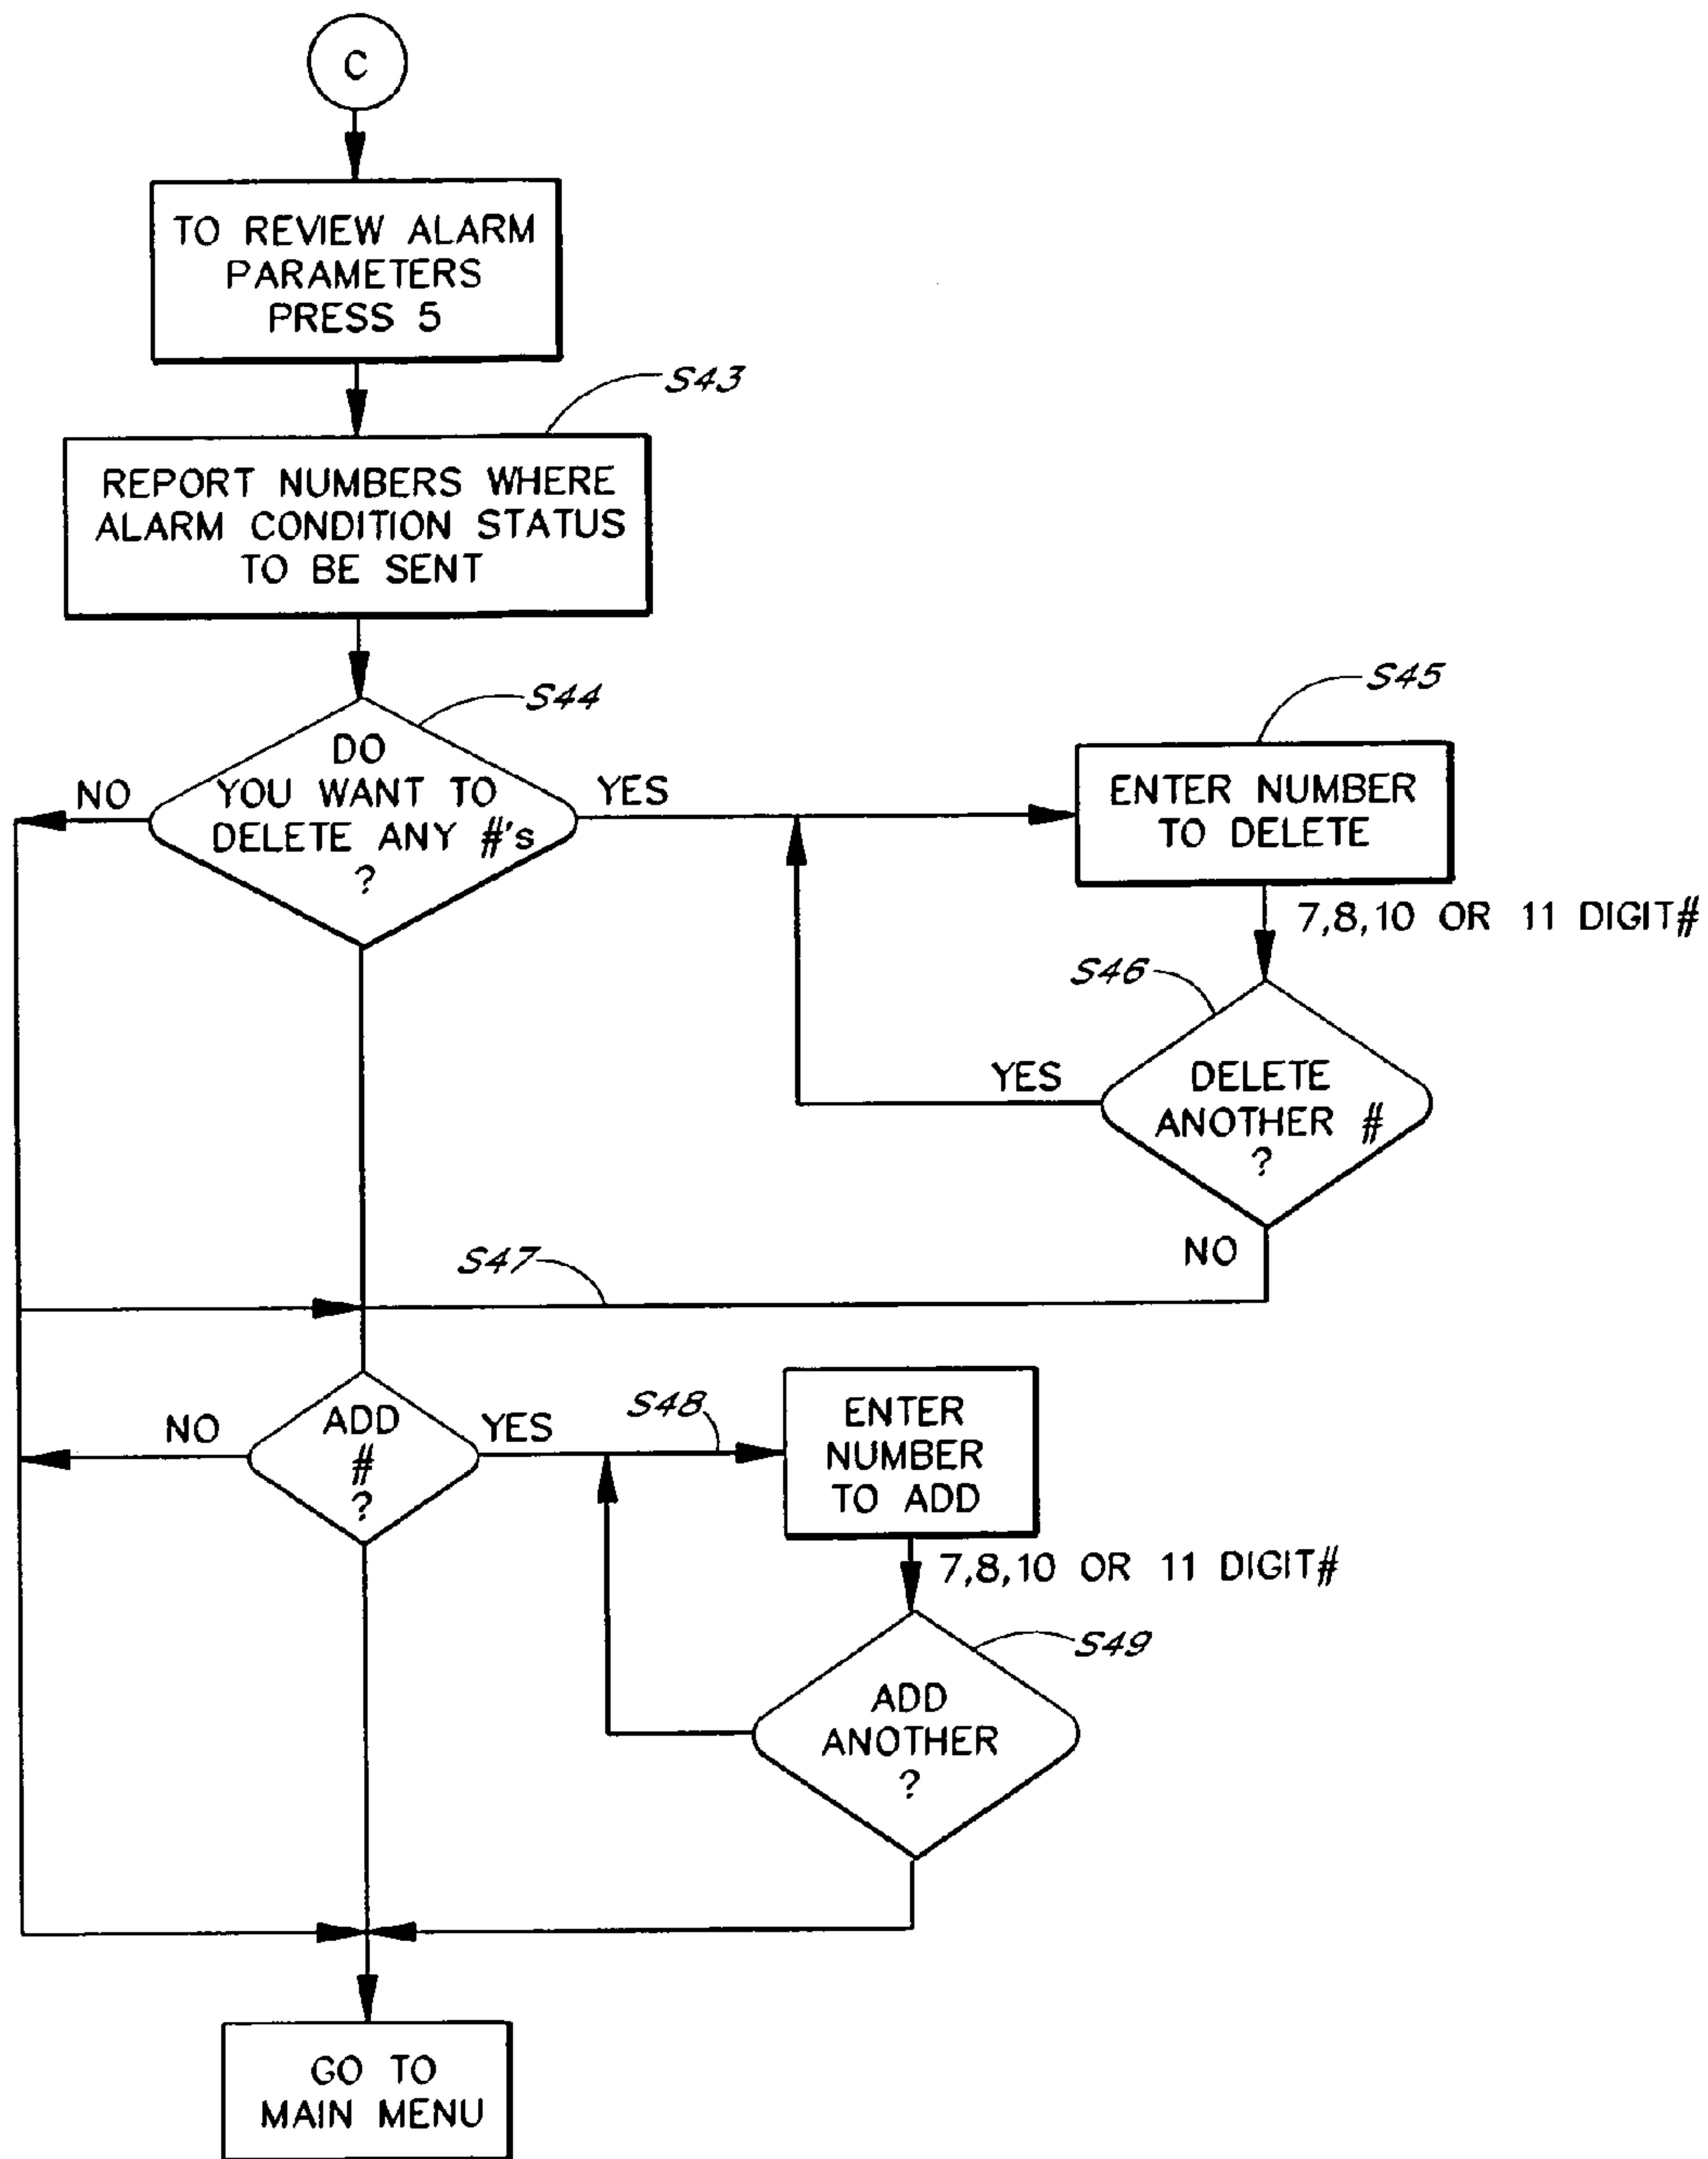 C
TO REVIEW ALARM
PARAMETERS
PRESS 5
S43
REPORT NUMBERS WHERE
ALARM CONDITION STATUS
TO BE SENT
S44
DO
YOU WANT TO
DELETE ANY #'s
?
NO
YES
S45
ENTER NUMBER
TO DELETE
7,8,10 OR 11 DIGIT#
S46
DELETE
ANOTHER #
?
YES
NO
S47
ADD
#
?
NO
YES
S48
ENTER
NUMBER
TO ADD
7,8,10 OR 11 DIGIT#
S49
ADD
ANOTHER
?
GO TO
MAIN MENU